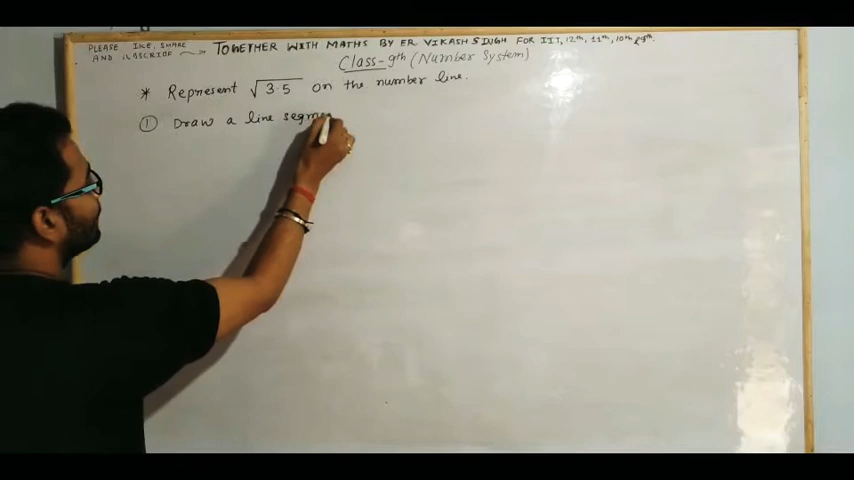 PLEASE LIKE, SHARE AND SUBSCRIBE → TOGETHER WITH MATHS BY ER VIKASH SINGH FOR IIT, 12th, 11th, 10th & 9th.
Class-9th (Number System)
* Represent √3.5 on the number line.
① Draw a line segme